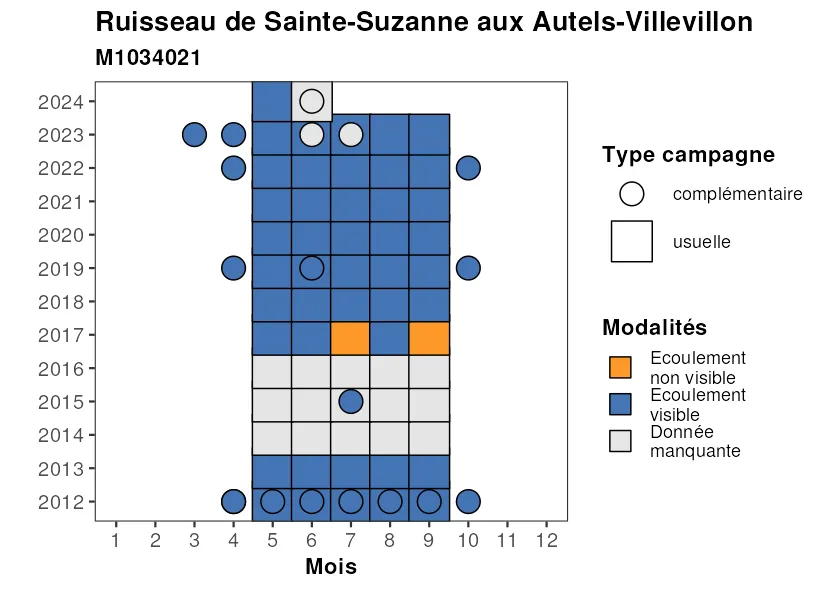 Ruisseau de Sainte-Suzanne aux Autels-Villevillon
M1034021
2024
2023
2022
2021
2020
2019
2018
2017
2016
2015
2014
2013
2012
1 2 3 4 5 6 7 8 9 10 11 12
Mois
Type campagne
complémentaire
usuelle
Modalités
Ecoulement
non visible
Ecoulement
visible
Donnée
manquante